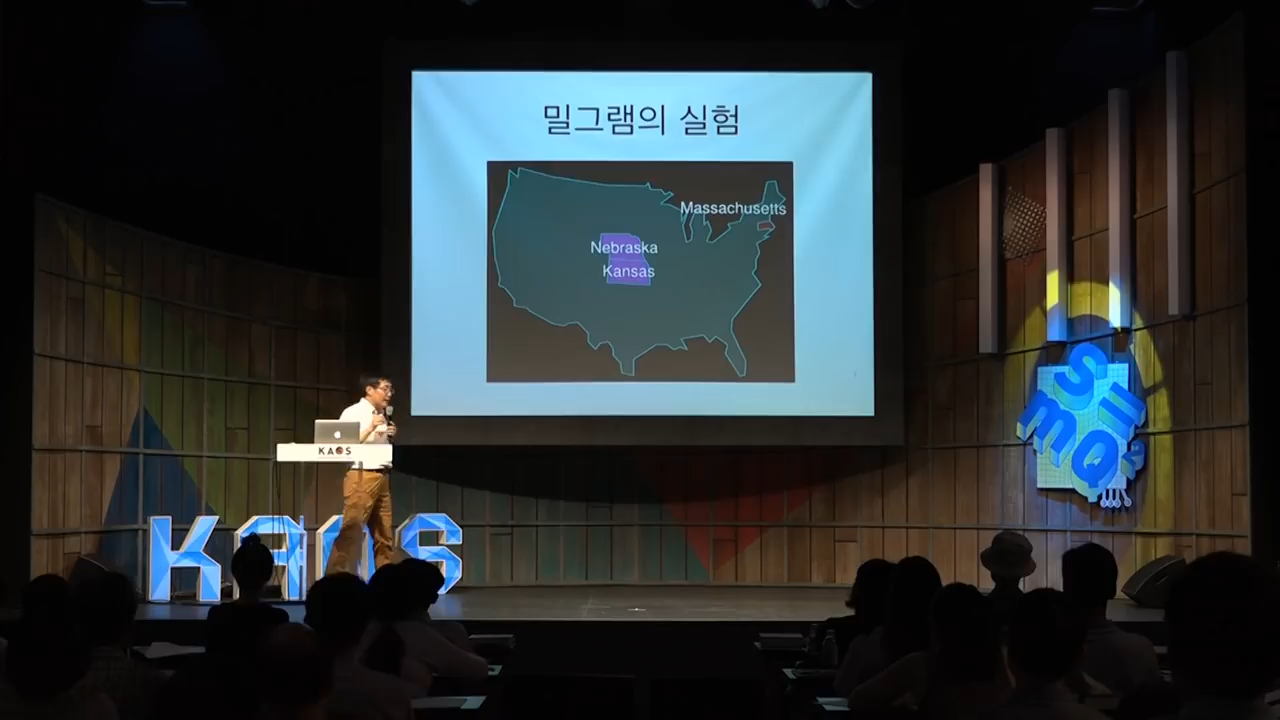 밀그램의 실험
Massachusetts
Nebraska
Kansas
KAOS
KAOS